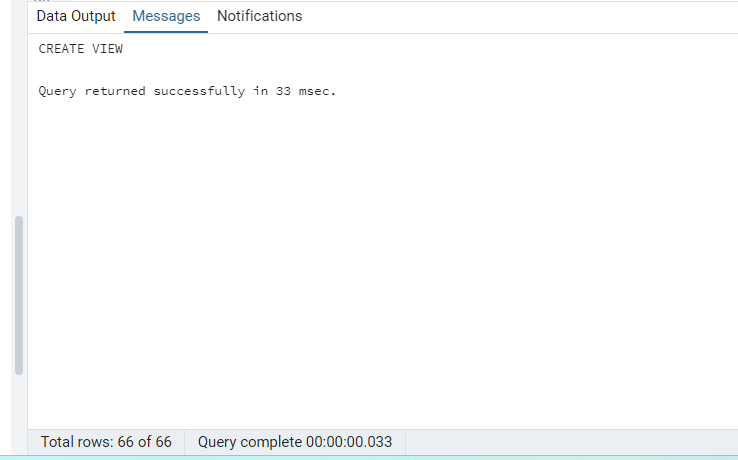 Data Output Messages Notifications
CREATE VIEW
Query returned successfully in 33 msec.
Total rows: 66 of 66 Query complete 00:00:00.033